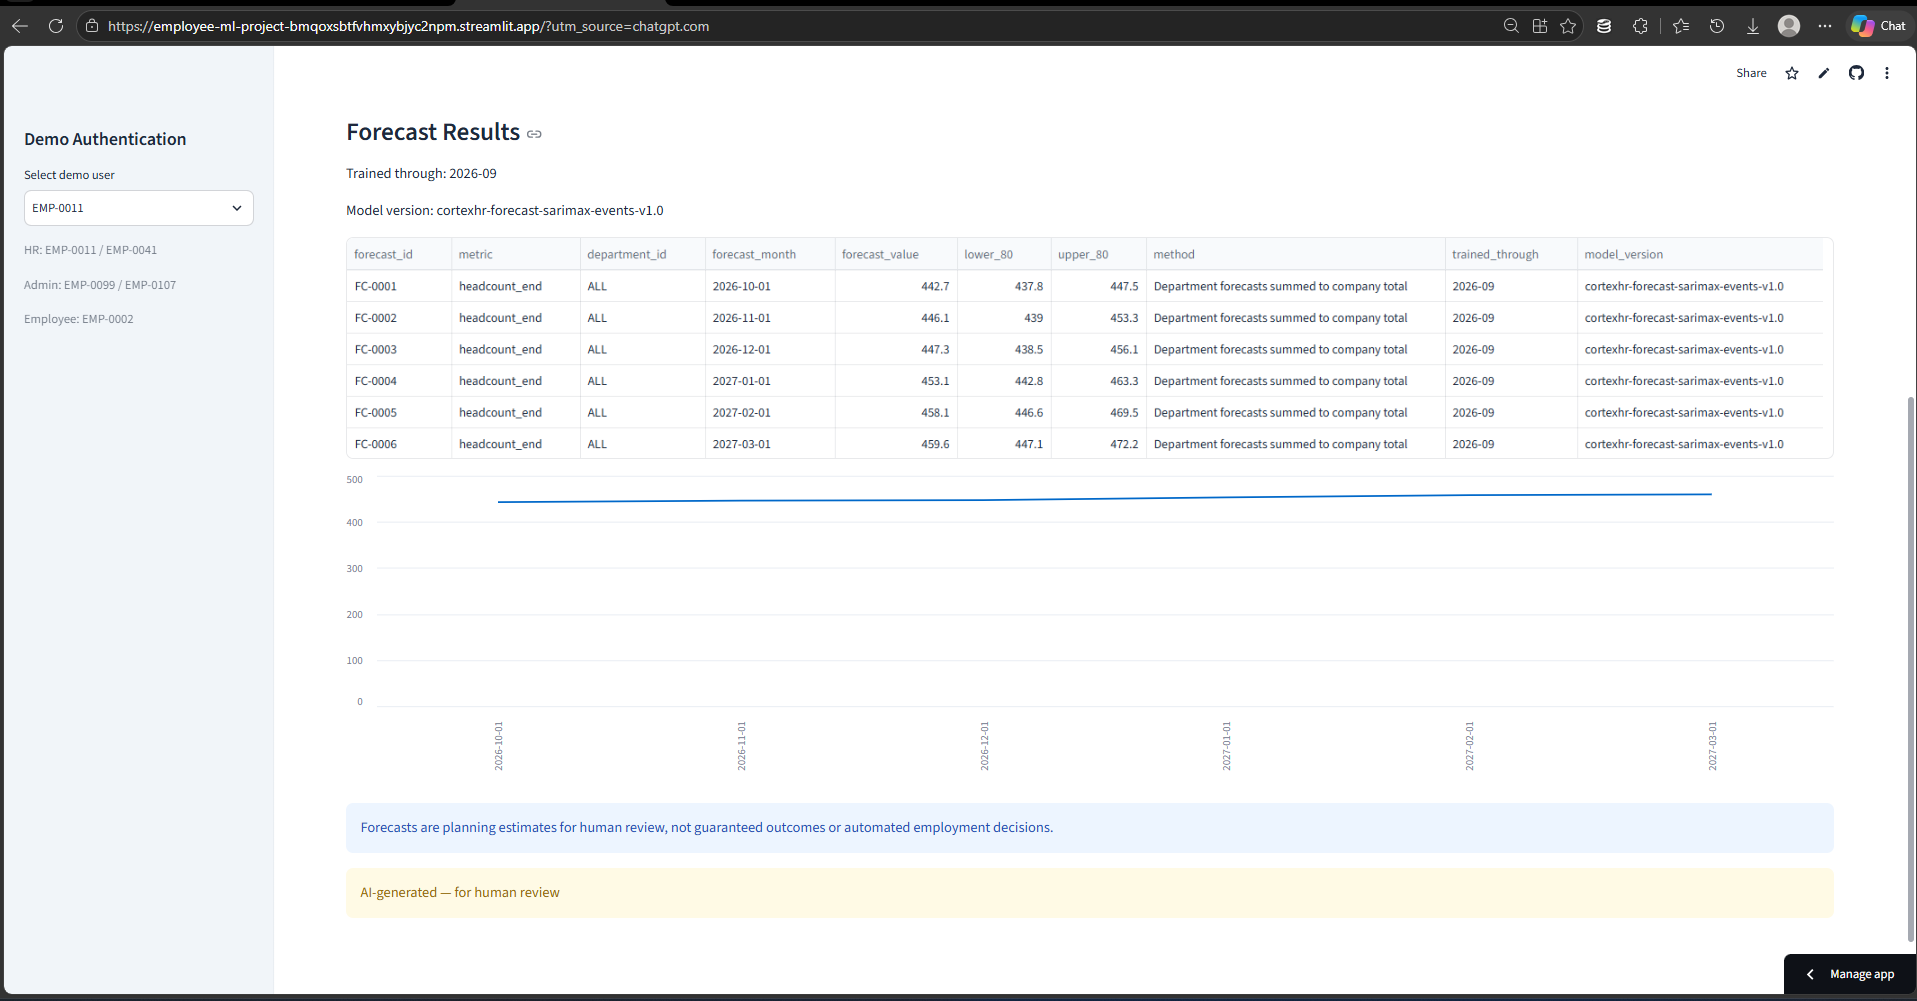 https://employee-ml-project-bmqoxsbtfvhmxybjyc2npm.streamlit.app/?utm_source=chatgpt.com
Chat
Share
Demo Authentication
Select demo user
EMP-0011
HR: EMP-0011 / EMP-0041
Admin: EMP-0099 / EMP-0107
Employee: EMP-0002
Forecast Results
Trained through: 2026-09
Model version: cortexhr-forecast-sarimax-events-v1.0
forecast_id metric department_id forecast_month forecast_value lower_80 upper_80 method trained_through model_version
FC-0001 headcount_end ALL 2026-10-01 442.7 437.8 447.5 Department forecasts summed to company total 2026-09 cortexhr-forecast-sarimax-events-v1.0
FC-0002 headcount_end ALL 2026-11-01 446.1 439 453.3 Department forecasts summed to company total 2026-09 cortexhr-forecast-sarimax-events-v1.0
FC-0003 headcount_end ALL 2026-12-01 447.3 438.5 456.1 Department forecasts summed to company total 2026-09 cortexhr-forecast-sarimax-events-v1.0
FC-0004 headcount_end ALL 2027-01-01 453.1 442.8 463.3 Department forecasts summed to company total 2026-09 cortexhr-forecast-sarimax-events-v1.0
FC-0005 headcount_end ALL 2027-02-01 458.1 446.6 469.5 Department forecasts summed to company total 2026-09 cortexhr-forecast-sarimax-events-v1.0
FC-0006 headcount_end ALL 2027-03-01 459.6 447.1 472.2 Department forecasts summed to company total 2026-09 cortexhr-forecast-sarimax-events-v1.0
500
400
300
200
100
0
2026-10-01 2026-11-01 2026-12-01 2027-01-01 2027-02-01 2027-03-01
Forecasts are planning estimates for human review, not guaranteed outcomes or automated employment decisions.
AI-generated — for human review
Manage app